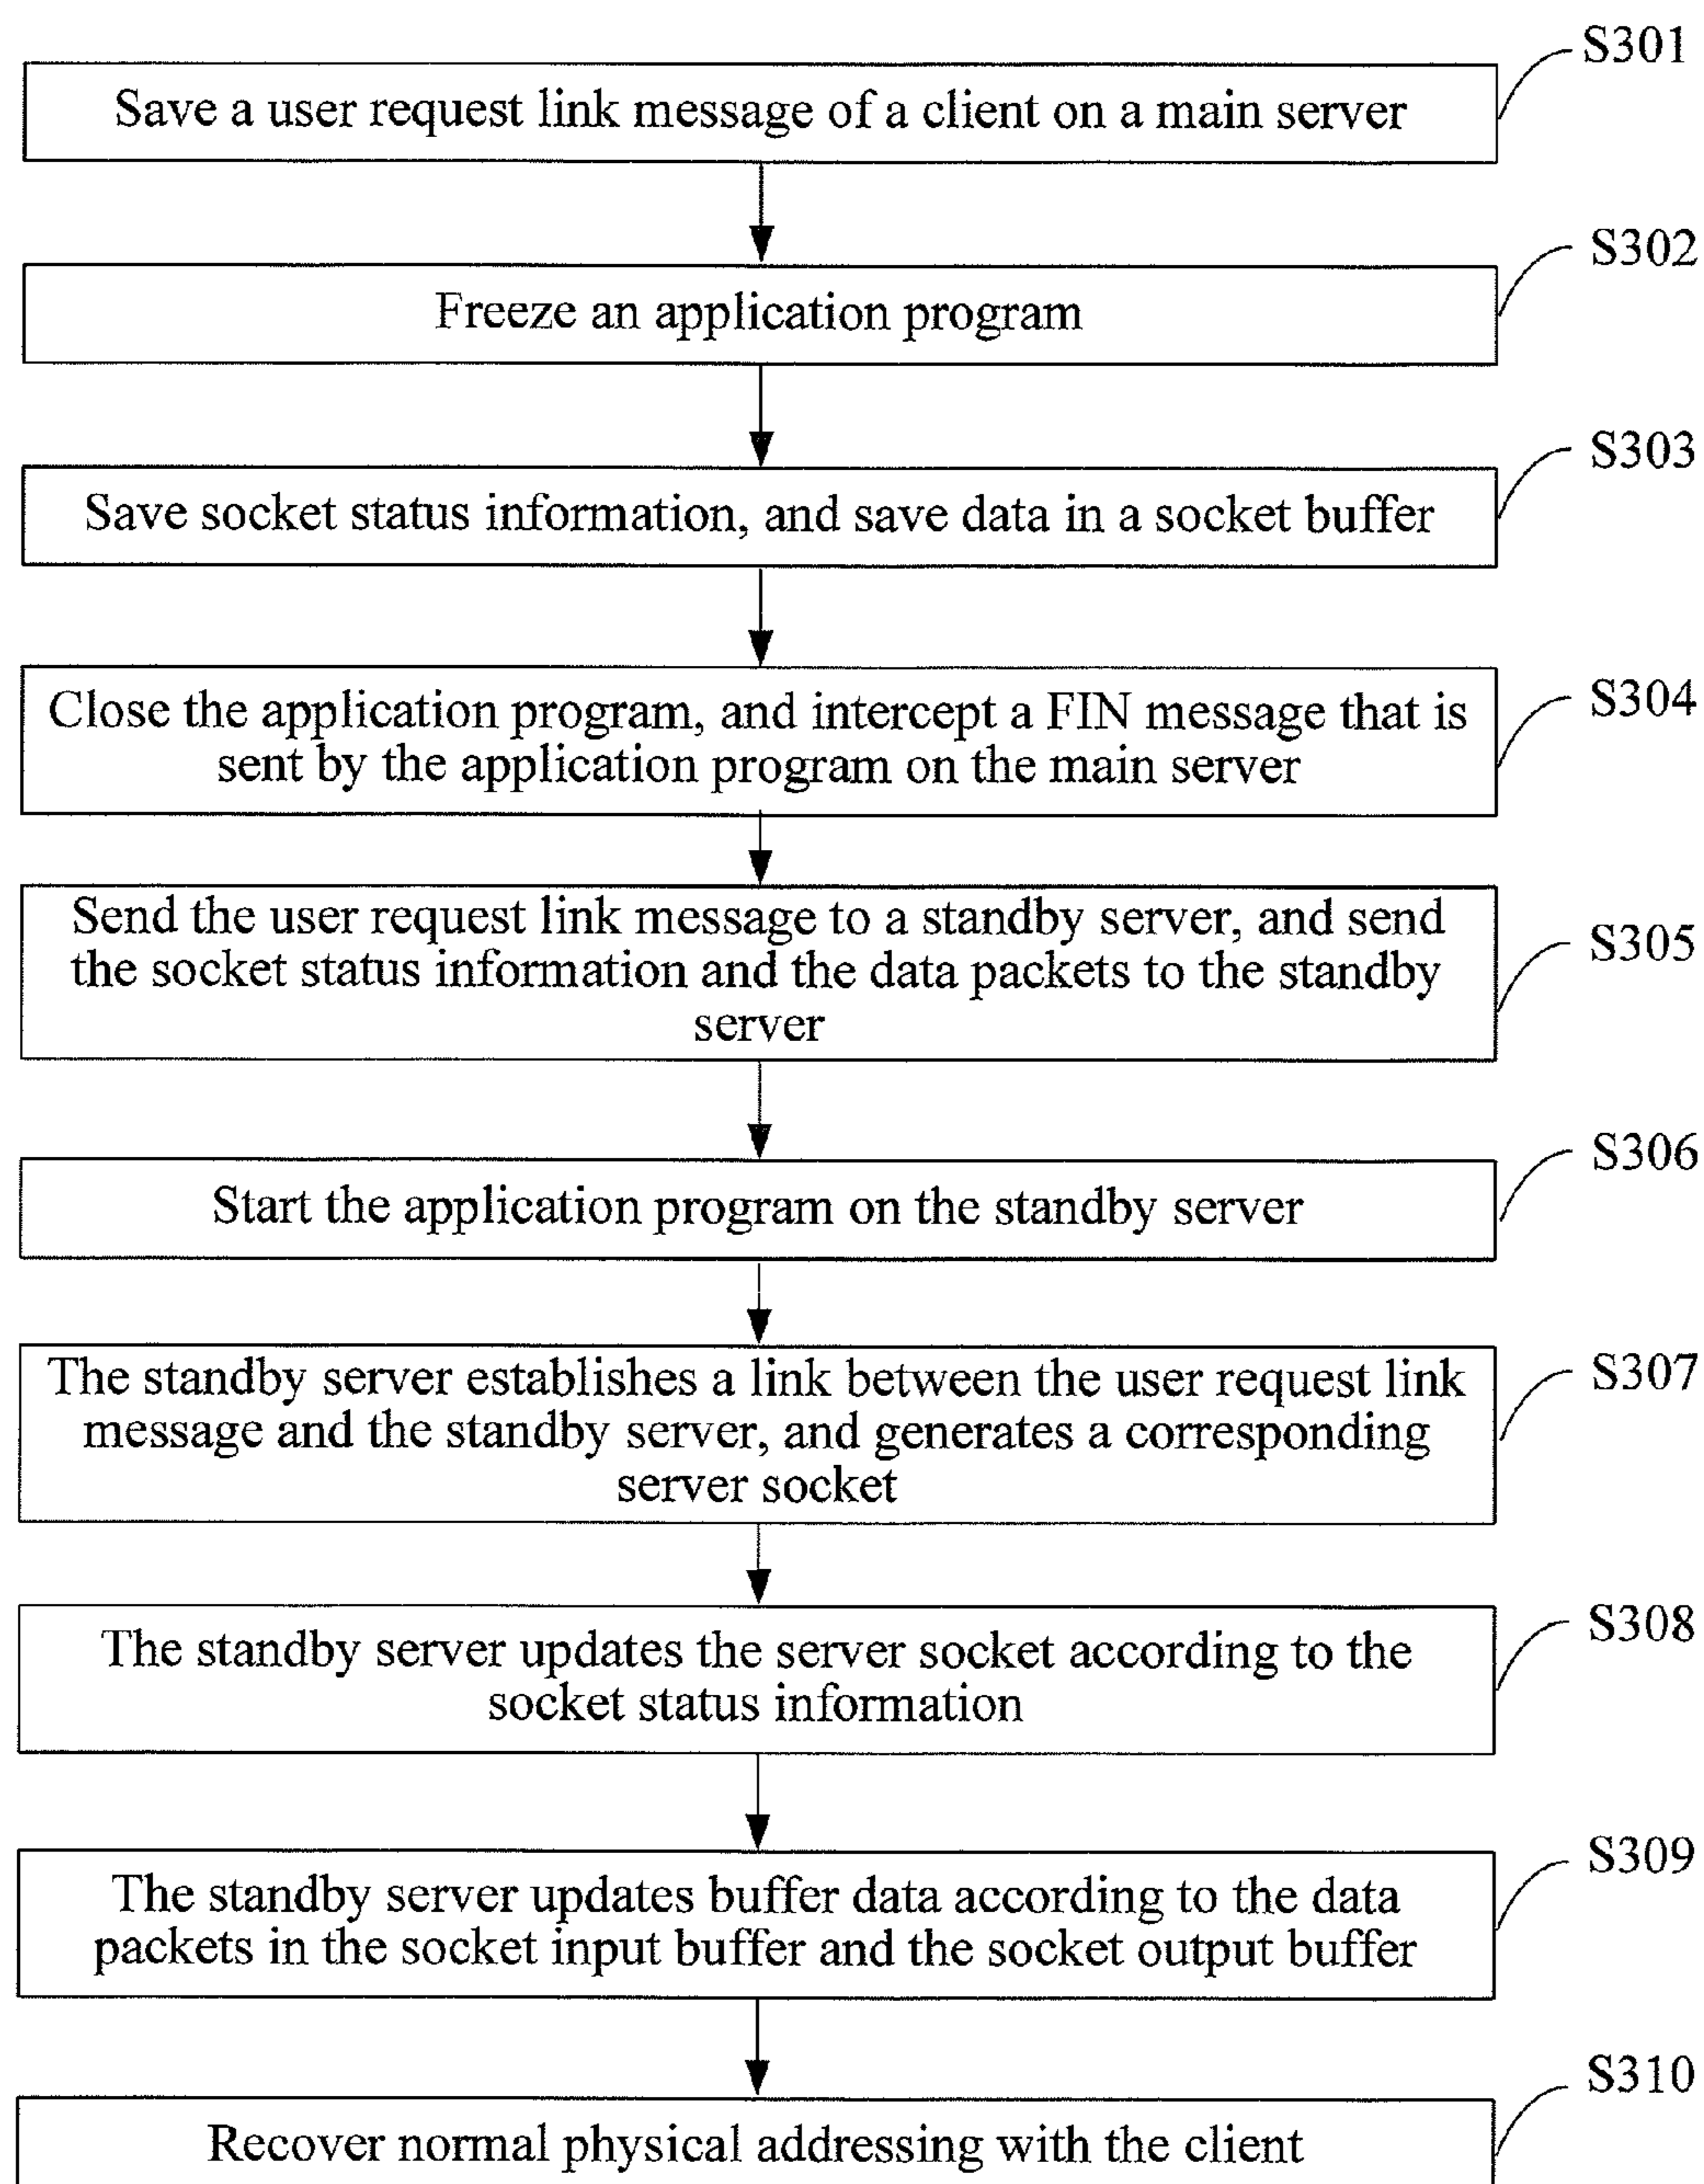 S301
Save a user request link message of a client on a main server
S302
Freeze an application program
S303
Save socket status information, and save data in a socket buffer
S304
Close the application program, and intercept a FIN message that is
sent by the application program on the main server
S305
Send the user request link message to a standby server, and send
the socket status information and the data packets to the standby
server
S306
Start the application program on the standby server
S307
The standby server establishes a link between the user request link
message and the standby server, and generates a corresponding
server socket
S308
The standby server updates the server socket according to the
socket status information
S309
The standby server updates buffer data according to the data
packets in the socket input buffer and the socket output buffer
S310
Recover normal physical addressing with the client